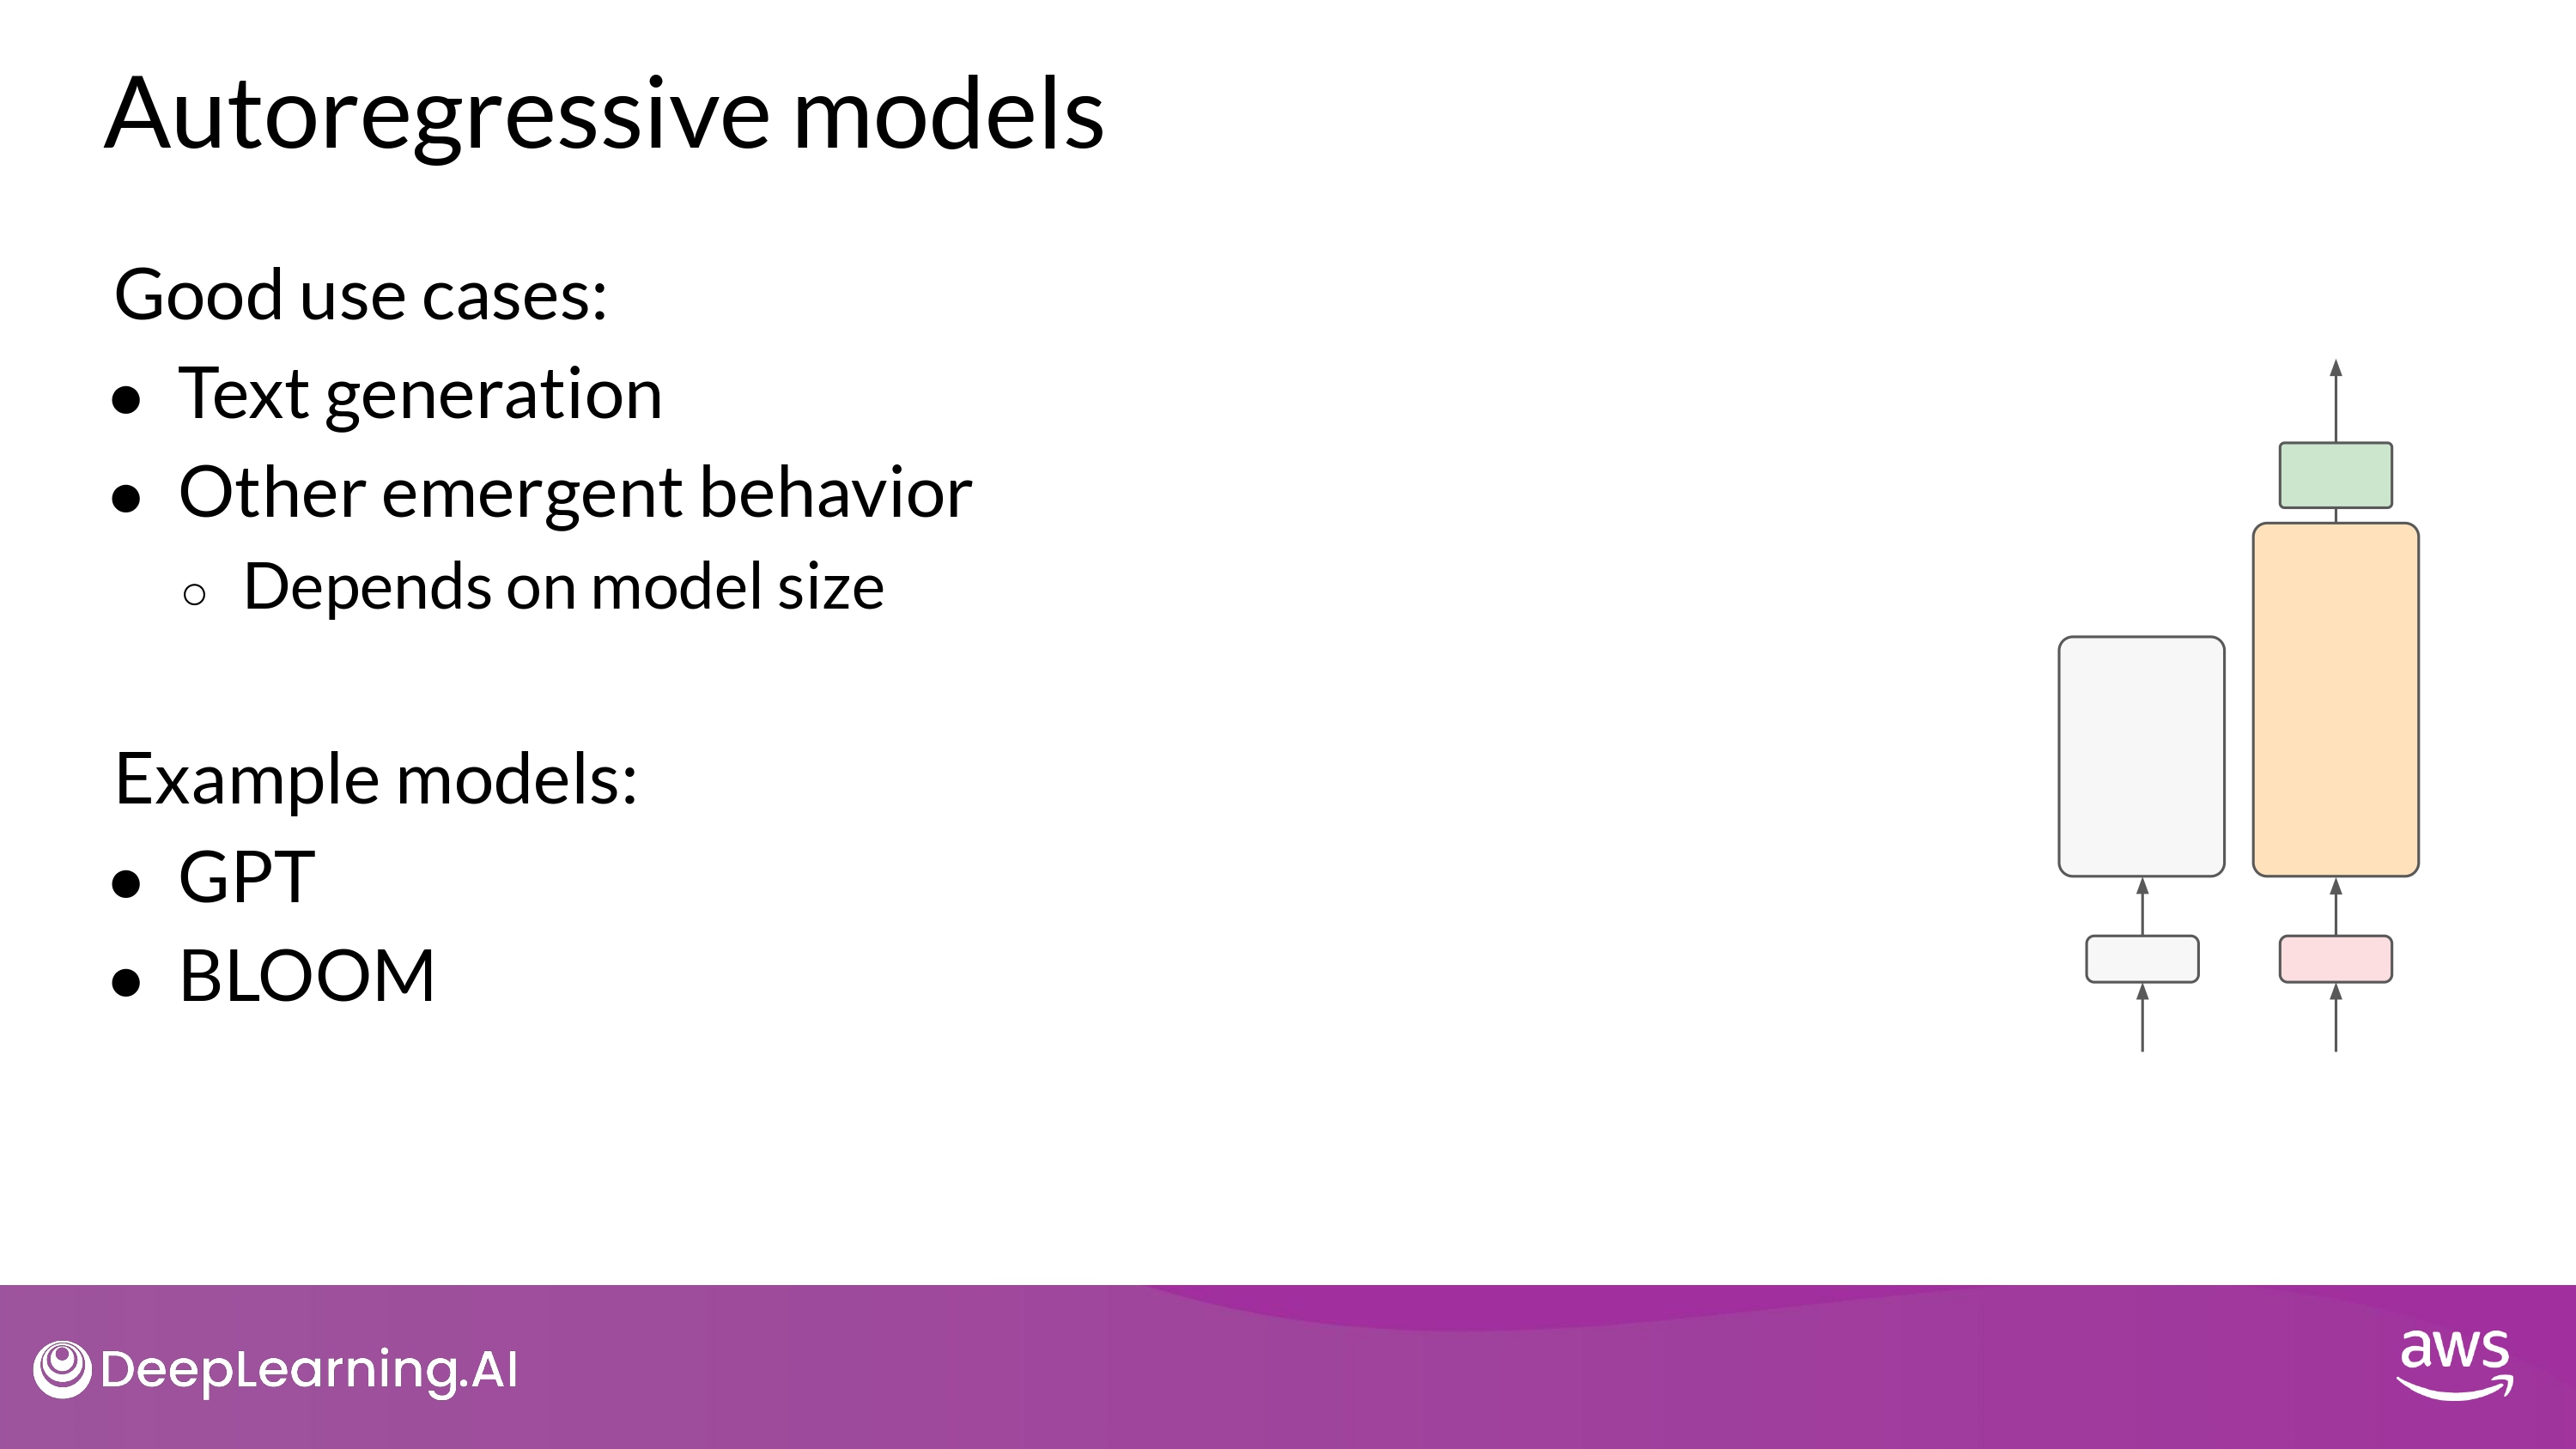 Autoregressive models
Good use cases:
● Text generation
● Other emergent behavior
○ Depends on model size
Example models:
● GPT
● BLOOM
DeepLearning.AI
aws